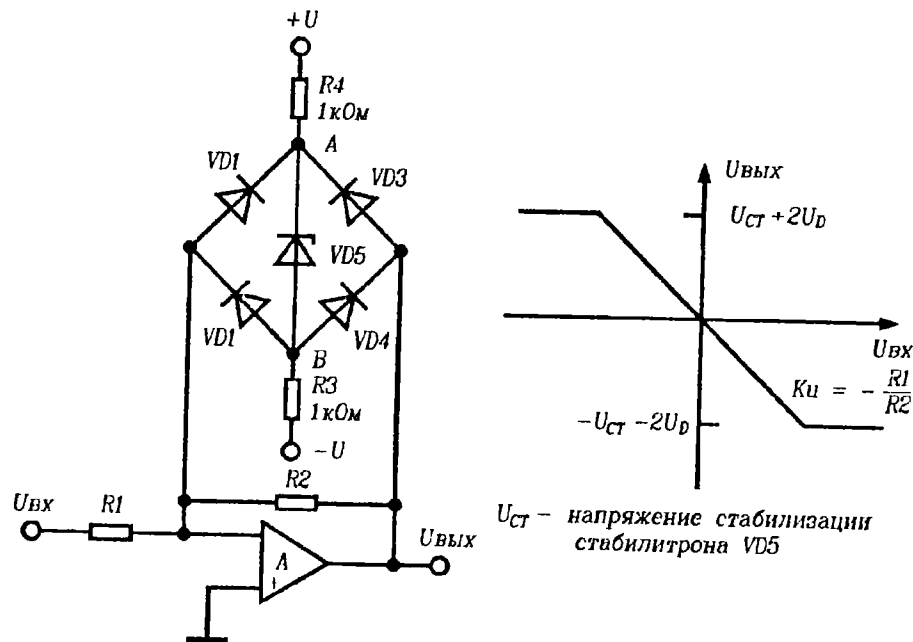 +U
R4
1кОм
A
VD1
VD3
VD5
VD1
VD4
B
R3
1кОм
-U
R2
Uвх
R1
A
+
Uвых
Uвых
UСТ + 2UD
Uвх
Kи = - R1
R2
-UСТ - 2UD
UСТ - напряжение стабилизации
стабилитрона VD5